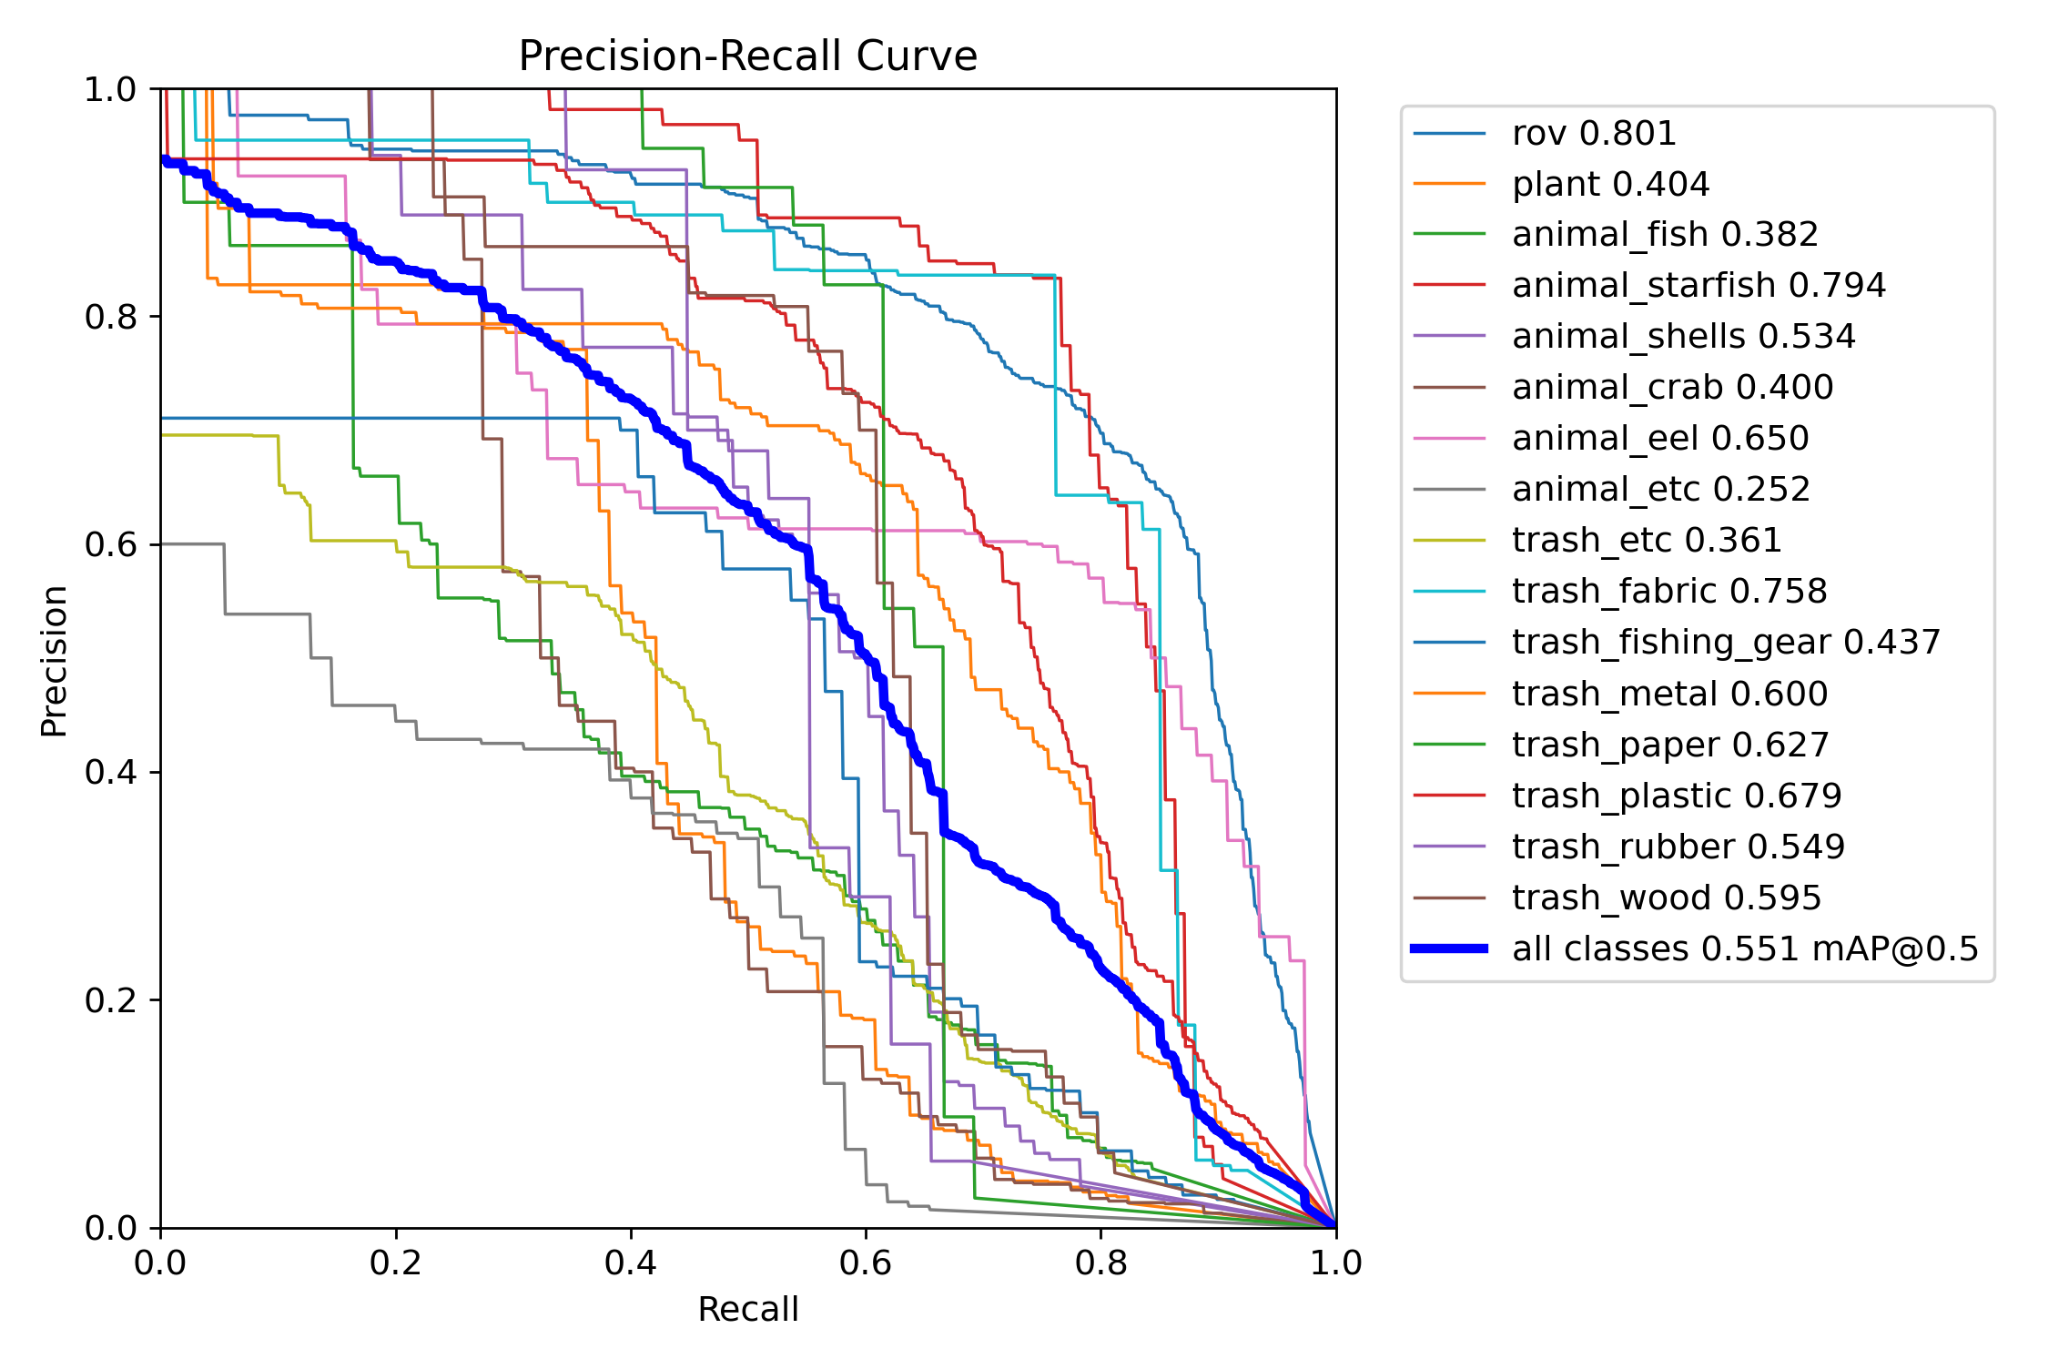 Precision-Recall Curve
1.0
0.8
0.6
0.4
0.2
0.0
Precision
0.0 0.2 0.4 0.6 0.8 1.0
Recall
rov 0.801
plant 0.404
animal_fish 0.382
animal_starfish 0.794
animal_shells 0.534
animal_crab 0.400
animal_eel 0.650
animal_etc 0.252
trash_etc 0.361
trash_fabric 0.758
trash_fishing_gear 0.437
trash_metal 0.600
trash_paper 0.627
trash_plastic 0.679
trash_rubber 0.549
trash_wood 0.595
all classes 0.551 mAP@0.5